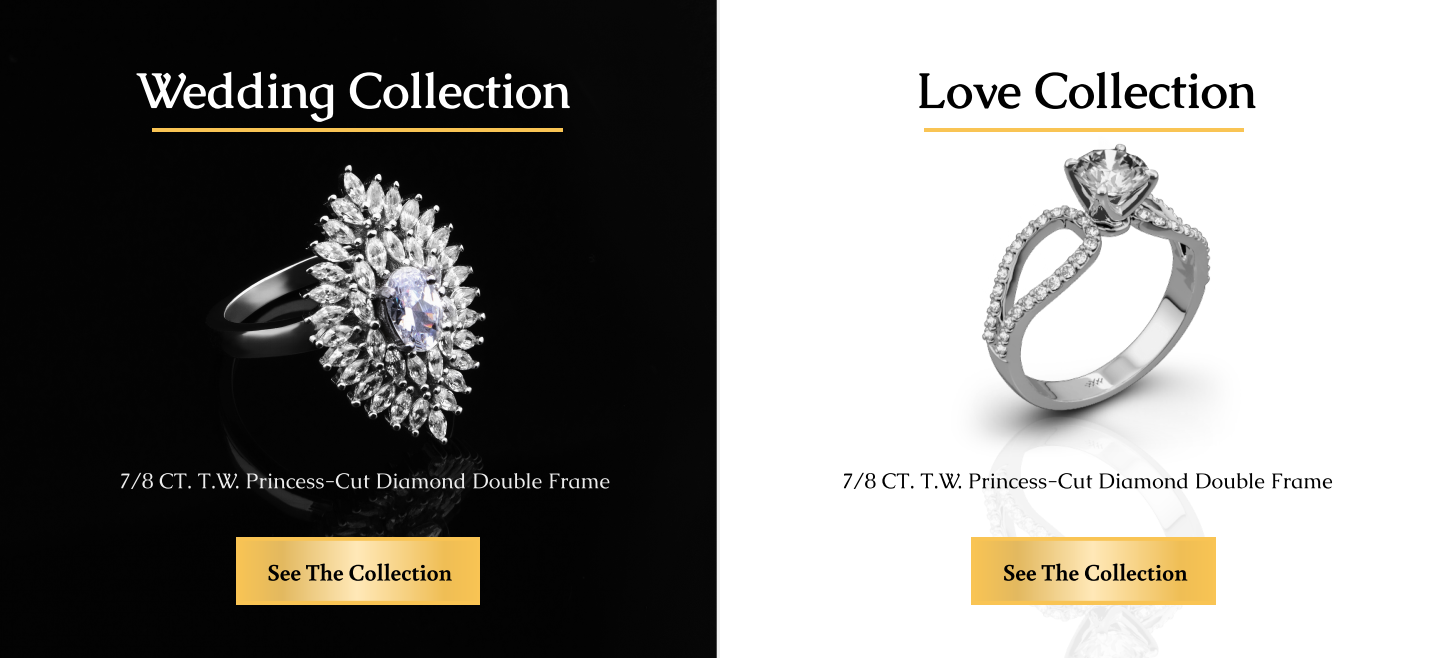 Wedding Collection
7/8 CT. T.W. Princess-Cut Diamond Double Frame
See The Collection
Love Collection
7/8 CT. T.W. Princess-Cut Diamond Double Frame
See The Collection